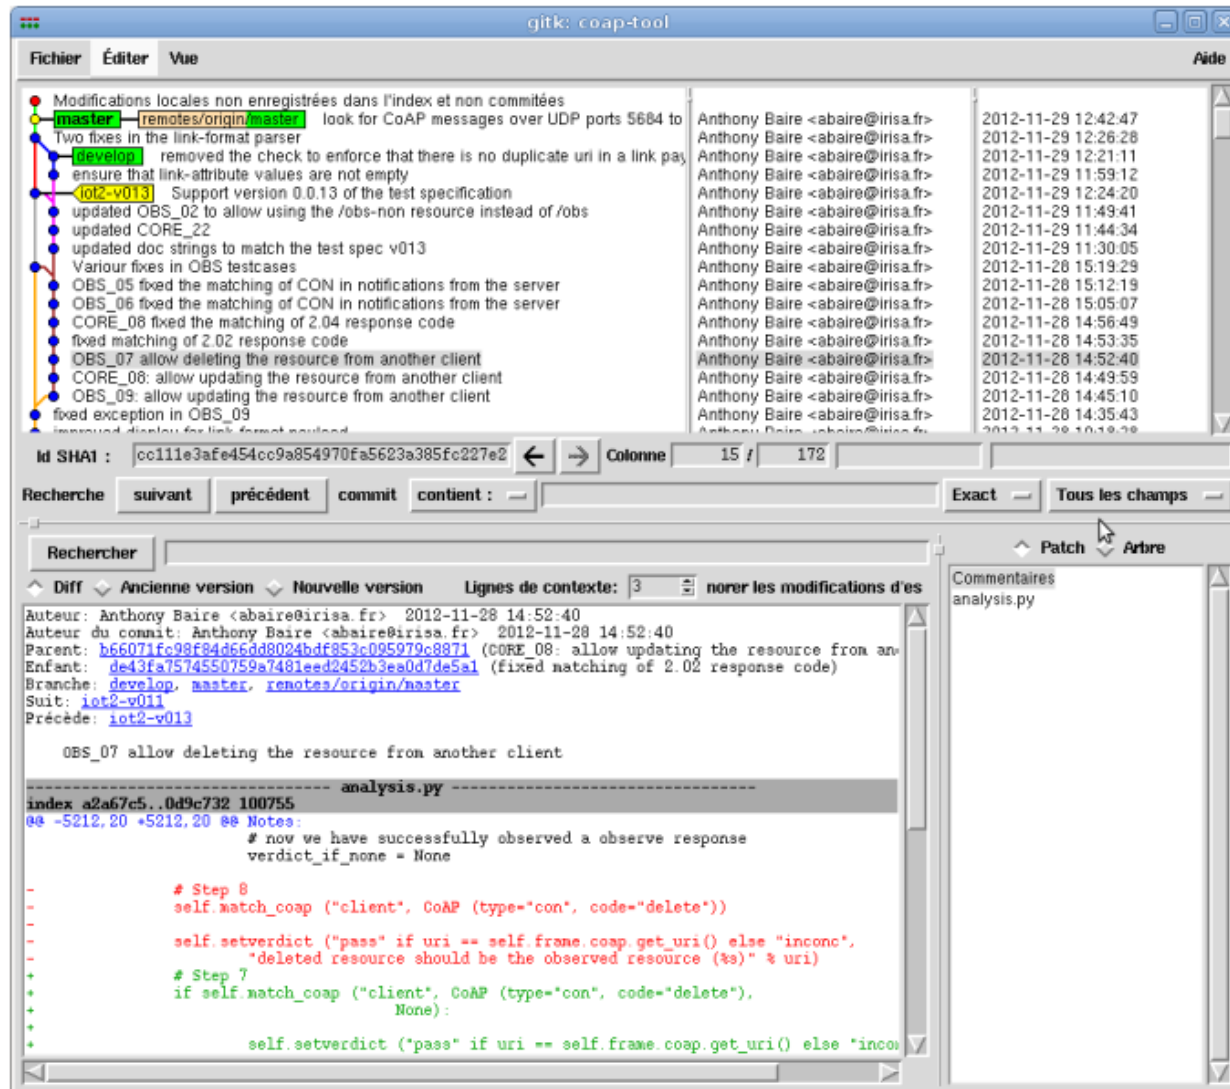 gitk: coap-tool
Fichier Éditer Vue Aide
Modifications locales non enregistrées dans l'index et non commitées
master remotes/origin/master look for CoAP messages over UDP ports 5684 to Anthony Baire <abaire@irisa.fr> 2012-11-29 12:42:47
Two fixes in the link-format parser Anthony Baire <abaire@irisa.fr> 2012-11-29 12:26:28
develop removed the check to enforce that there is no duplicate uri in a link pay Anthony Baire <abaire@irisa.fr> 2012-11-29 12:21:11
ensure that link-attribute values are not empty Anthony Baire <abaire@irisa.fr> 2012-11-29 11:59:12
iot2-v013 Support version 0.0.13 of the test specification Anthony Baire <abaire@irisa.fr> 2012-11-29 12:24:20
updated OBS_02 to allow using the /obs-non resource instead of /obs Anthony Baire <abaire@irisa.fr> 2012-11-29 11:49:41
updated CORE_22 Anthony Baire <abaire@irisa.fr> 2012-11-29 11:44:34
updated doc strings to match the test spec v013 Anthony Baire <abaire@irisa.fr> 2012-11-29 11:30:05
Variour fixes in OBS testcases Anthony Baire <abaire@irisa.fr> 2012-11-28 15:19:29
OBS_05 fixed the matching of CON in notifications from the server Anthony Baire <abaire@irisa.fr> 2012-11-28 15:12:19
OBS_06 fixed the matching of CON in notifications from the server Anthony Baire <abaire@irisa.fr> 2012-11-28 15:05:07
CORE_08 fixed the matching of 2.04 response code Anthony Baire <abaire@irisa.fr> 2012-11-28 14:56:49
fixed matching of 2.02 response code Anthony Baire <abaire@irisa.fr> 2012-11-28 14:53:35
OBS_07 allow deleting the resource from another client Anthony Baire <abaire@irisa.fr> 2012-11-28 14:52:40
CORE_08: allow updating the resource from another client Anthony Baire <abaire@irisa.fr> 2012-11-28 14:49:59
OBS_09: allow updating the resource from another client Anthony Baire <abaire@irisa.fr> 2012-11-28 14:45:10
fixed exception in OBS_09 Anthony Baire <abaire@irisa.fr> 2012-11-28 14:35:43
Id SHA1 : cc111e3afe454cc9a854970fa5623a385fc227e2 Colonne 15 / 172
Recherche suivant précédent commit contient : Exact Tous les champs
Rechercher Patch Arbre
Diff Ancienne version Nouvelle version Lignes de contexte: 3 norer les modifications d'es
Commentaires
analysis.py
Auteur: Anthony Baire <abaire@irisa.fr> 2012-11-28 14:52:40
Auteur du commit: Anthony Baire <abaire@irisa.fr> 2012-11-28 14:52:40
Parent: b66071fc98f84d66dd8024bdf853c095979c8871 (CORE_08: allow updating the resource from an
Enfant: de43fa7574550759a7481eed2452b3ea0d7de5a1 (fixed matching of 2.02 response code)
Branche: develop, master, remotes/origin/master
Suit: iot2-v011
Précède: iot2-v013
OBS_07 allow deleting the resource from another client
---------------------------------- analysis.py ----------------------------------
index a2a67c5..0d9c732 100755
@@ -5212,20 +5212,20 @@ Notes:
# now we have successfully observed a observe response
verdict_if_none = None
- # Step 8
- self.match_coap ("client", CoAP (type="con", code="delete"))
-
- self.setverdict ("pass" if uri == self.frame.coap.get_uri() else "inconc",
- "deleted resource should be the observed resource (%s)" % uri)
+ # Step 7
+ if self.match_coap ("client", CoAP (type="con", code="delete"),
+ None):
+
+ self.setverdict ("pass" if uri == self.frame.coap.get_uri() else "inco